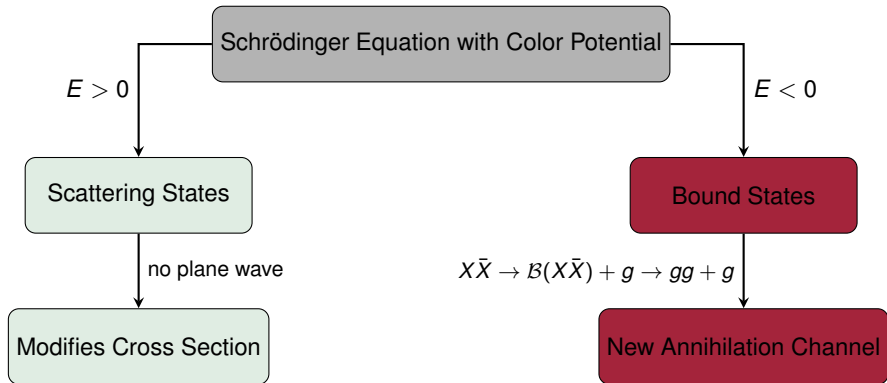 Schrödinger Equation with Color Potential
E > 0
E < 0
Scattering States
Bound States
no plane wave
XX̄ → ℬ(XX̄) + g → gg + g
Modifies Cross Section
New Annihilation Channel